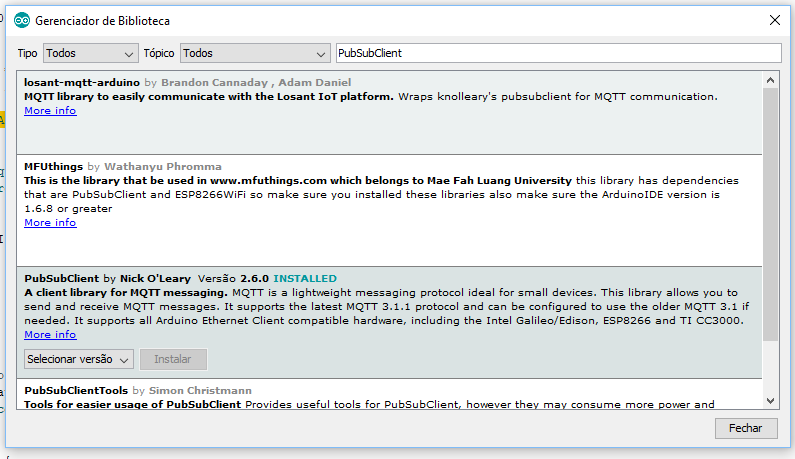 Gerenciador de Biblioteca
Tipo Todos Tópico Todos PubSubClient
losant-mqtt-arduino by Brandon Cannaday , Adam Daniel
MQTT library to easily communicate with the Losant IoT platform. Wraps knolleary's pubsubclient for MQTT communication.
More info
MFUthings by Wathanyu Phromma
This is the library that be used in www.mfuthings.com which belongs to Mae Fah Luang University this library has dependencies
that are PubSubClient and ESP8266WiFi so make sure you installed these libraries also make sure the ArduinoIDE version is
1.6.8 or greater
More info
PubSubClient by Nick O'Leary Versão 2.6.0 INSTALLED
A client library for MQTT messaging. MQTT is a lightweight messaging protocol ideal for small devices. This library allows you to
send and receive MQTT messages. It supports the latest MQTT 3.1.1 protocol and can be configured to use the older MQTT 3.1 if
needed. It supports all Arduino Ethernet Client compatible hardware, including the Intel Galileo/Edison, ESP8266 and TI CC3000.
More info
Selecionar versão Instalar
PubSubClientTools by Simon Christmann
Tools for easier usage of PubSubClient Provides useful tools for PubSubClient, however they may consume more power and
Fechar